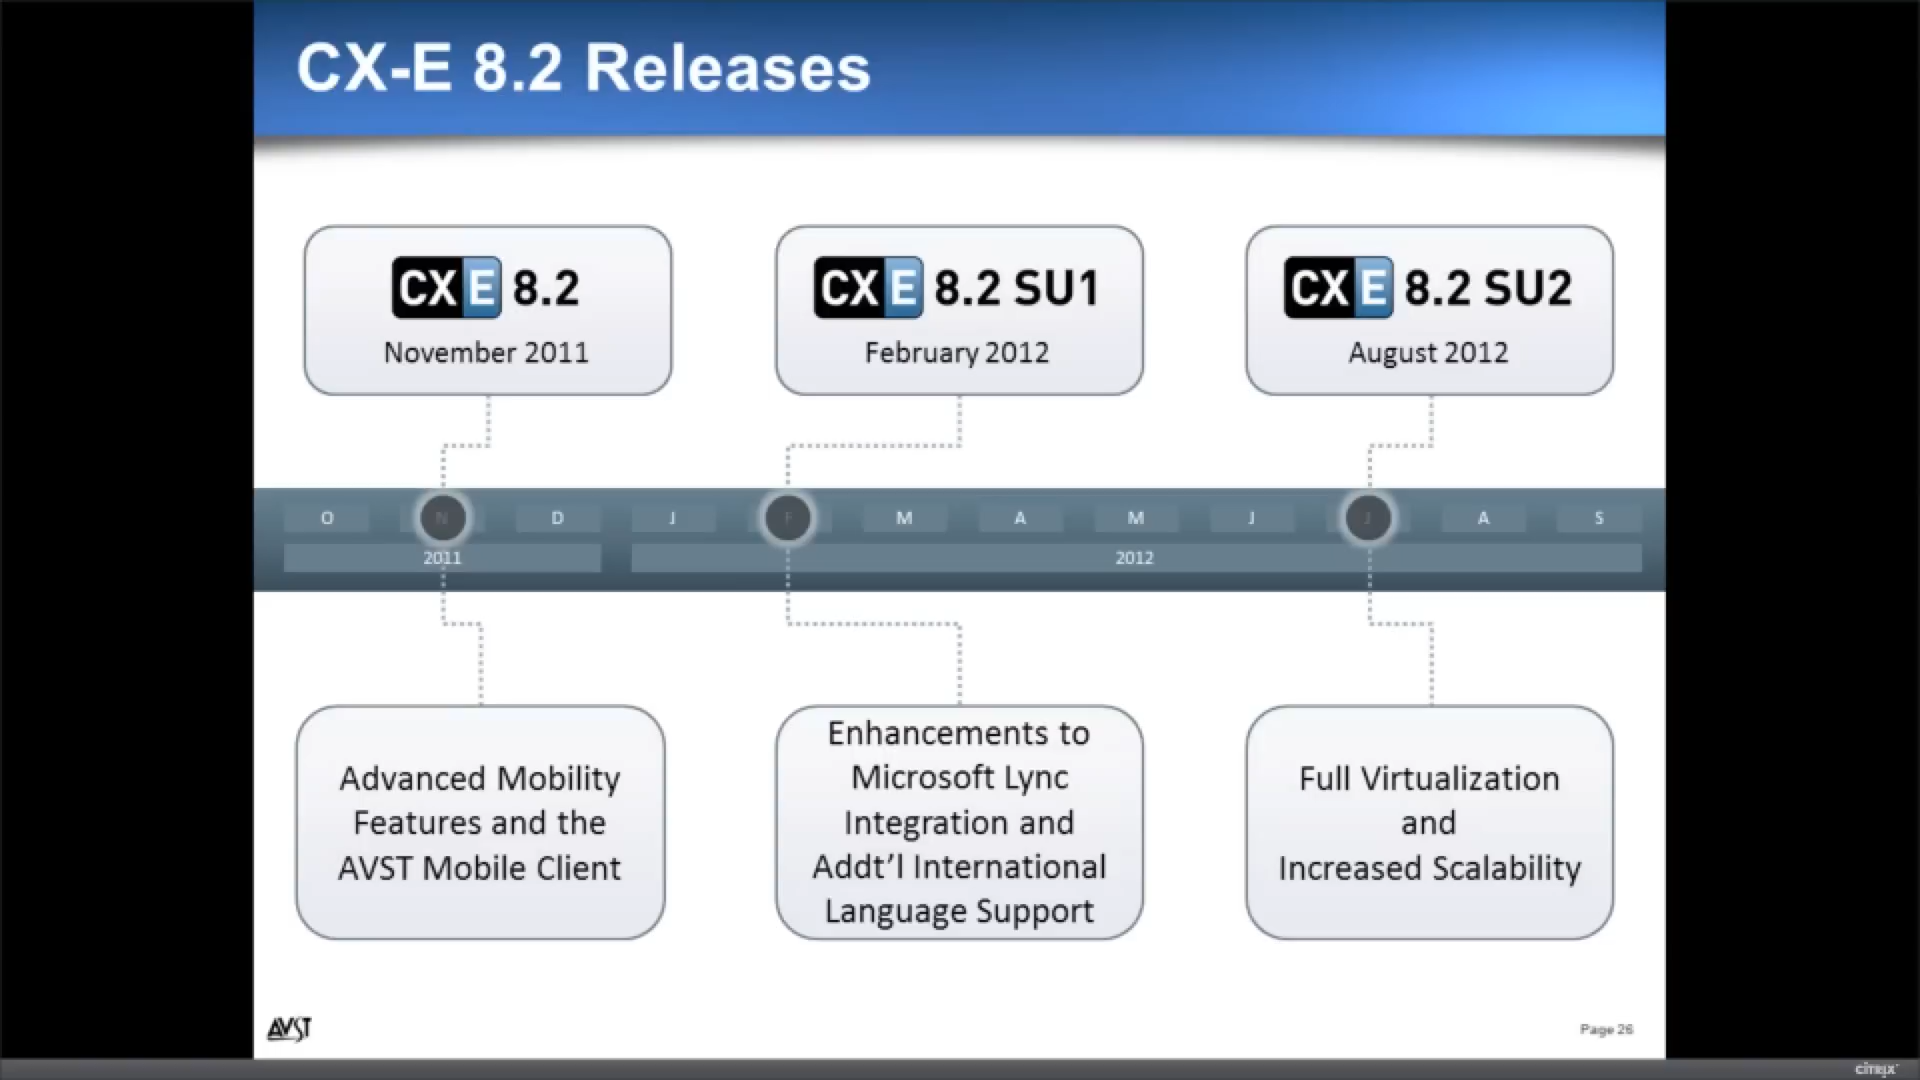 CX-E 8.2 Releases
CX E 8.2
November 2011
CX E 8.2 SU1
February 2012
CX E 8.2 SU2
August 2012
O N D J F M A M J J A S
2011 2012
Advanced Mobility
Features and the
AVST Mobile Client
Enhancements to
Microsoft Lync
Integration and
Addt’l International
Language Support
Full Virtualization
and
Increased Scalability
AVST
Page 26
CITRIX